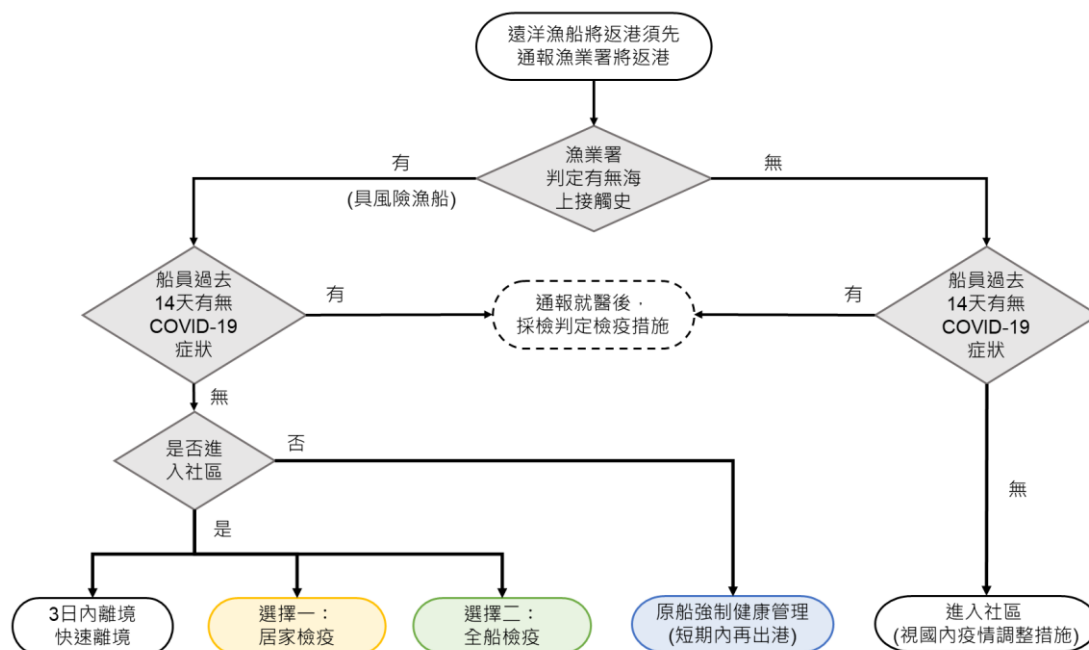 遠洋漁船將返港須先
通報漁業署將返港
漁業署
判定有無海
上接觸史
有
(具風險漁船)
無
船員過去
14天有無
COVID-19
症狀
有
通報就醫後，
採檢判定檢疫措施
有
船員過去
14天有無
COVID-19
症狀
無
是否進
入社區
否
是
無
3日內離境
快速離境
選擇一：
居家檢疫
選擇二：
全船檢疫
原船強制健康管理
(短期內再出港)
進入社區
(視國內疫情調整措施)